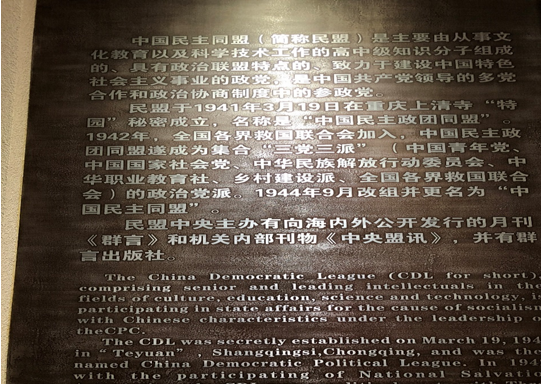 中国民主同盟（简称民盟）是主要由从事文
化教育以及科学技术工作的高中级知识分子组成
的、具有政治联盟特点的、致力于建设中国特色
社会主义事业的政党，是中国共产党领导的多党
合作和政治协商制度中的参政党。
民盟于1941年3月19日在重庆上清寺“特
园”秘密成立，名称是“中国民主政团同盟”。
1942年，全国各界救国联合会加入，中国民主政
团同盟遂成为集合“三党三派”（中国青年党、
中国国家社会党、中华民族解放行动委员会、中
华职业教育社、乡村建设派、全国各界救国联合
会）的政治党派。1944年9月改组并更名为“中
国民主同盟”。
民盟中央主办有向海内外公开发行的月刊
《群言》和机关内部刊物《中央盟讯》，并有群
言出版社。
The China Democratic League (CDL for short),
comprising senior and leading intellectuals in the
fields of culture, education, science and technology, is
participating in state affairs for the cause of socialism
with Chinese characteristics under the leadership of
theCPC.
The CDL was secretly established on March 19, 194
in“Teyuan”, Shangqingsi,Chongqing, and was the
named China Democratic Political League. In 194
with the participating of National Salvation